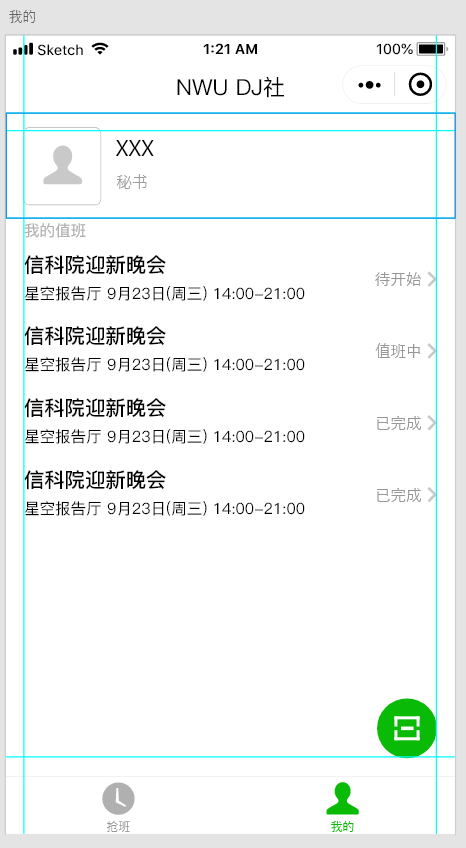 我的
Sketch 1:21 AM 100%
NWU DJ社
XXX
秘书
我的值班
信科院迎新晚会
星空报告厅 9月23日(周三) 14:00-21:00
待开始
信科院迎新晚会
星空报告厅 9月23日(周三) 14:00-21:00
值班中
信科院迎新晚会
星空报告厅 9月23日(周三) 14:00-21:00
已完成
信科院迎新晚会
星空报告厅 9月23日(周三) 14:00-21:00
已完成
抢班 我的